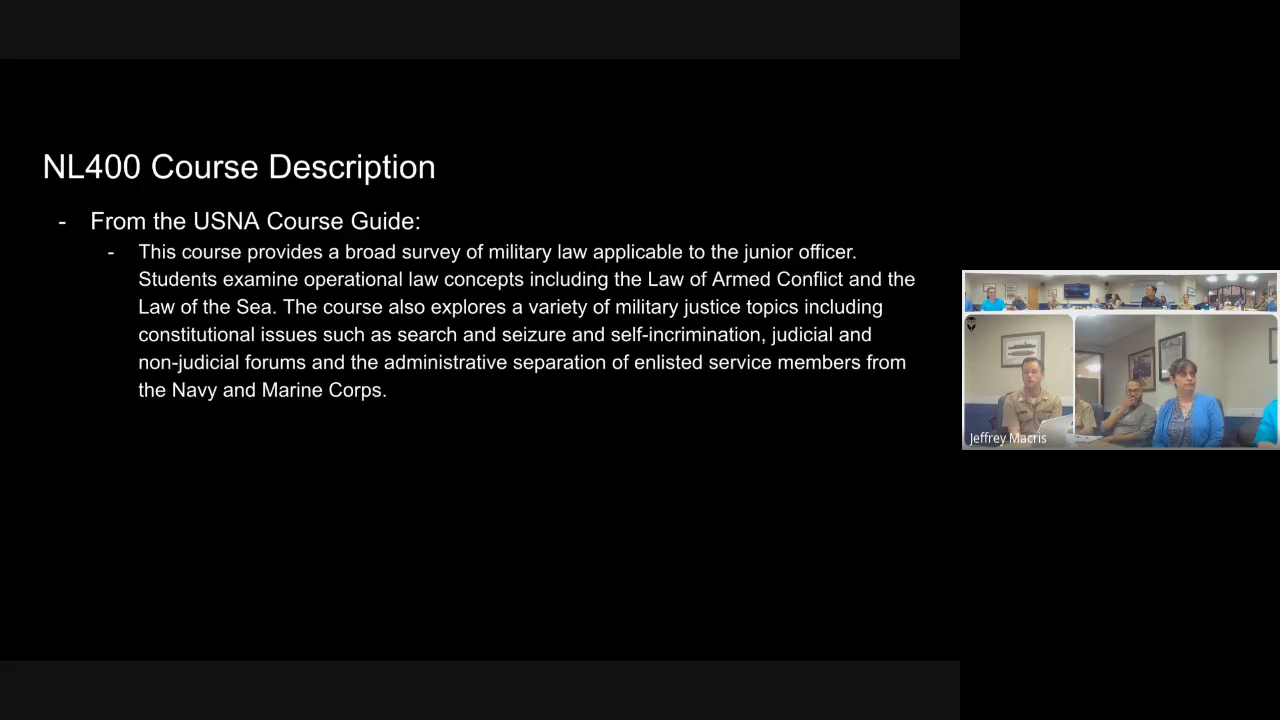 NL400 Course Description
- From the USNA Course Guide:
- This course provides a broad survey of military law applicable to the junior officer.
Students examine operational law concepts including the Law of Armed Conflict and the
Law of the Sea. The course also explores a variety of military justice topics including
constitutional issues such as search and seizure and self-incrimination, judicial and
non-judicial forums and the administrative separation of enlisted service members from
the Navy and Marine Corps.
Jeffrey Macris